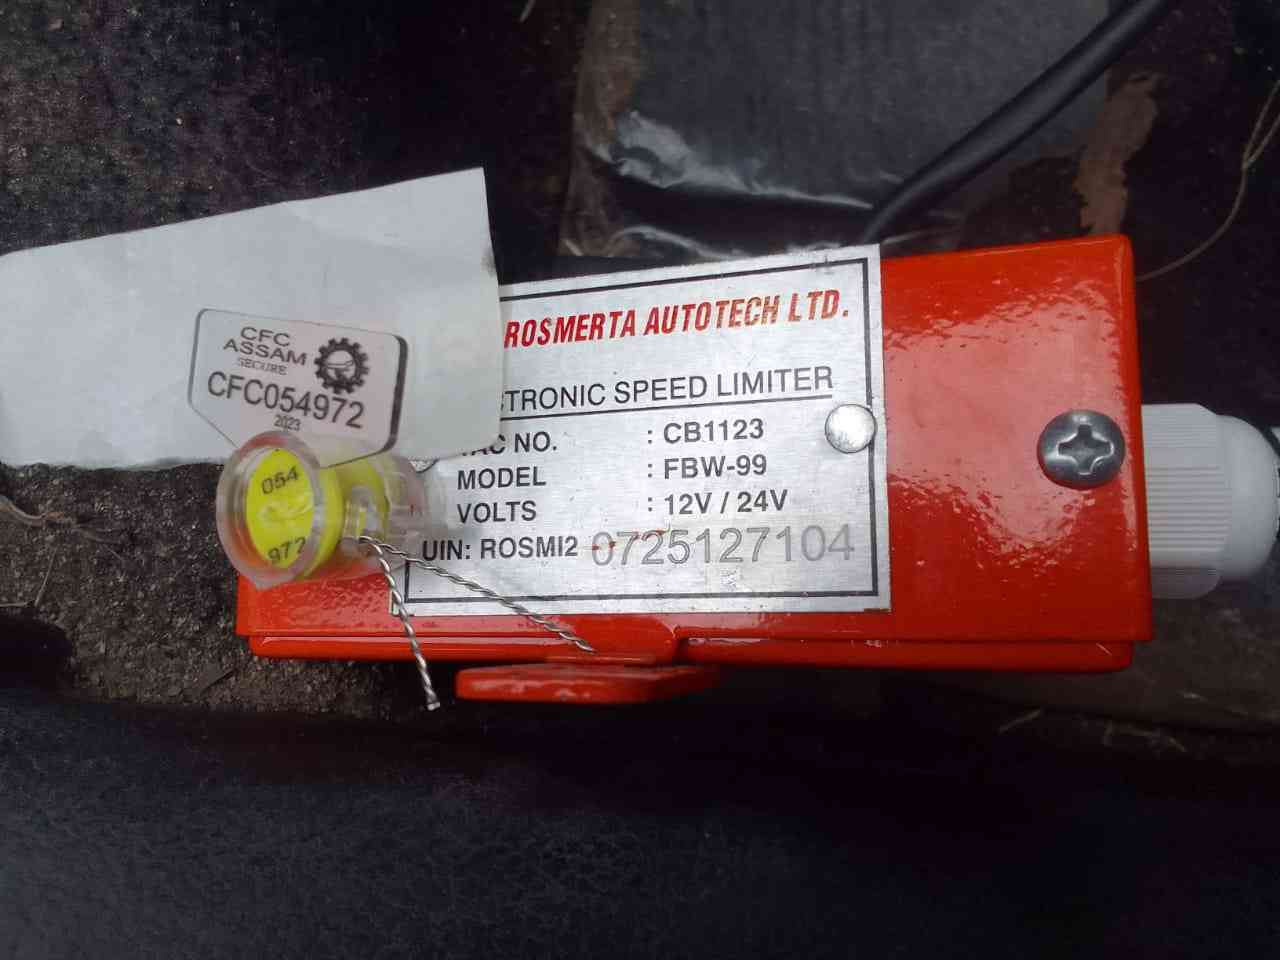 CFC
ASSAM
SECURE
CFC054972
2023
054
972
ROSMERTA AUTOTECH LTD.
CTRONIC SPEED LIMITER
TAC NO. : CB1123
MODEL : FBW-99
VOLTS : 12V / 24V
UIN: ROSMI2 0725127104